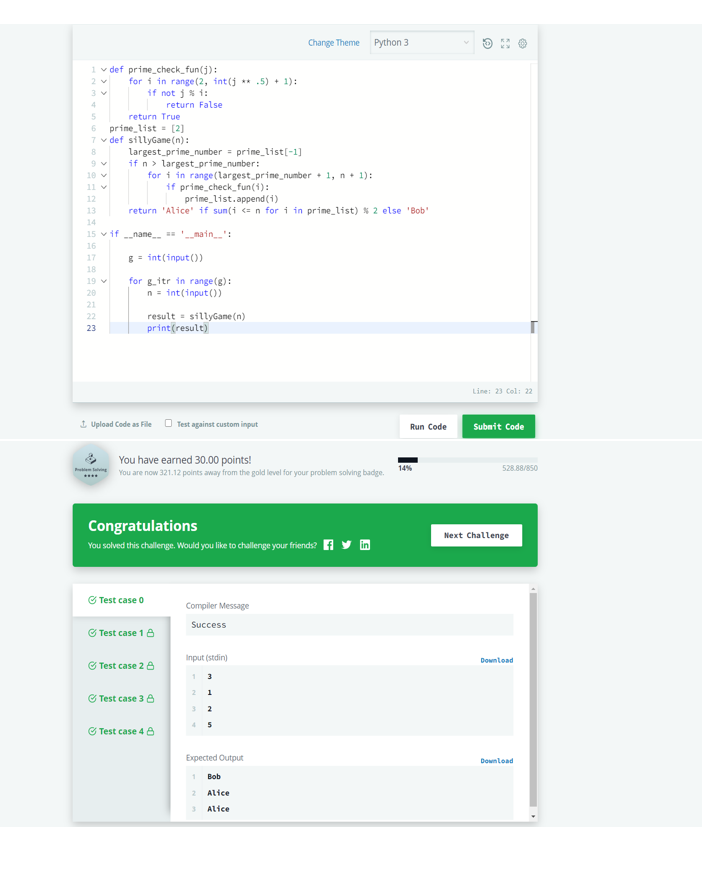 Change Theme Python 3
1 def prime_check_fun(j):
2 for i in range(2, int(j ** .5) + 1):
3 if not j % i:
4 return False
5 return True
6 prime_list = [2]
7 def sillyGame(n):
8 largest_prime_number = prime_list[-1]
9 if n > largest_prime_number:
10 for i in range(largest_prime_number + 1, n + 1):
11 if prime_check_fun(i):
12 prime_list.append(i)
13 return 'Alice' if sum(i <= n for i in prime_list) % 2 else 'Bob'
14
15 if __name__ == '__main__':
16
17 g = int(input())
18
19 for g_itr in range(g):
20 n = int(input())
21
22 result = sillyGame(n)
23 print(result)
Line: 23 Col: 22
Upload Code as File Test against custom input Run Code Submit Code
Problem Solving
You have earned 30.00 points!
You are now 321.12 points away from the gold level for your problem solving badge.
14% 528.88/850
Congratulations
You solved this challenge. Would you like to challenge your friends?
Next Challenge
Test case 0
Test case 1
Test case 2
Test case 3
Test case 4
Compiler Message
Success
Input (stdin) Download
1 3
2 1
3 2
4 5
Expected Output Download
1 Bob
2 Alice
3 Alice